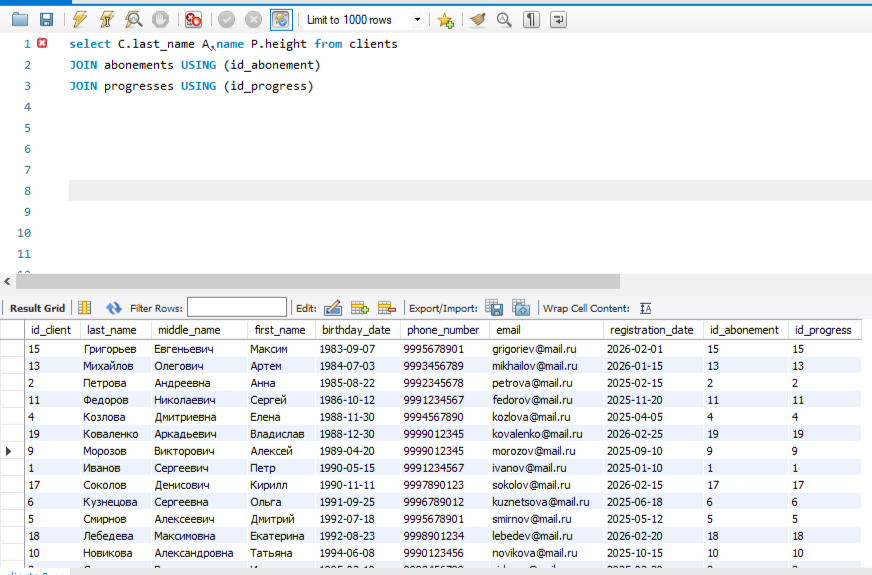 Limit to 1000 rows
1 select C.last_name A.name P.height from clients
2 JOIN abonements USING (id_abonement)
3 JOIN progresses USING (id_progress)
4
5
6
7
8
9
10
11
Result Grid Filter Rows: Edit: Export/Import: Wrap Cell Content:
id_client last_name middle_name first_name birthday_date phone_number email registration_date id_abonement id_progress
15 Григорьев Евгеньевич Максим 1983-09-07 9995678901 grigoriev@mail.ru 2026-02-01 15 15
13 Михайлов Олегович Артем 1984-07-03 9993456789 mikhailov@mail.ru 2026-01-15 13 13
2 Петрова Андреевна Анна 1985-08-22 9992345678 petrova@mail.ru 2025-02-15 2 2
11 Федоров Николаевич Сергей 1986-10-12 9991234567 fedorov@mail.ru 2025-11-20 11 11
4 Козлова Дмитриевна Елена 1988-11-30 9994567890 kozlova@mail.ru 2025-04-05 4 4
19 Коваленко Аркадьевич Владислав 1988-12-30 9999012345 kovalenko@mail.ru 2026-02-25 19 19
9 Морозов Викторович Алексей 1989-04-20 9999012345 morozov@mail.ru 2025-09-10 9 9
1 Иванов Сергеевич Петр 1990-05-15 9991234567 ivanov@mail.ru 2025-01-10 1 1
17 Соколов Денисович Кирилл 1990-11-11 9997890123 sokolov@mail.ru 2026-02-15 17 17
6 Кузнецова Сергеевна Ольга 1991-09-25 9996789012 kuznetsova@mail.ru 2025-06-18 6 6
5 Смирнов Алексеевич Дмитрий 1992-07-18 9995678901 smirnov@mail.ru 2025-05-12 5 5
18 Лебедева Максимовна Екатерина 1992-08-23 9998901234 lebedev@mail.ru 2026-02-20 18 18
10 Новикова Александровна Татьяна 1994-06-08 9990123456 novikova@mail.ru 2025-10-15 10 10